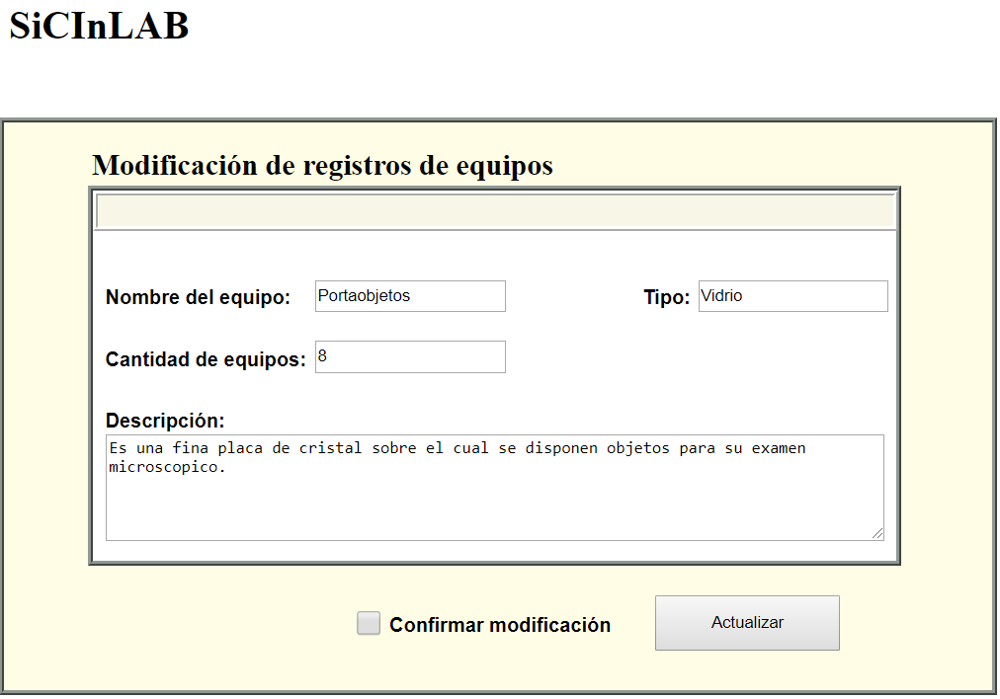 SiCInLAB
Modificación de registros de equipos
Nombre del equipo: Portaobjetos Tipo: Vidrio
Cantidad de equipos: 8
Descripción:
Es una fina placa de cristal sobre el cual se disponen objetos para su examen
microscopico.
Confirmar modificación Actualizar